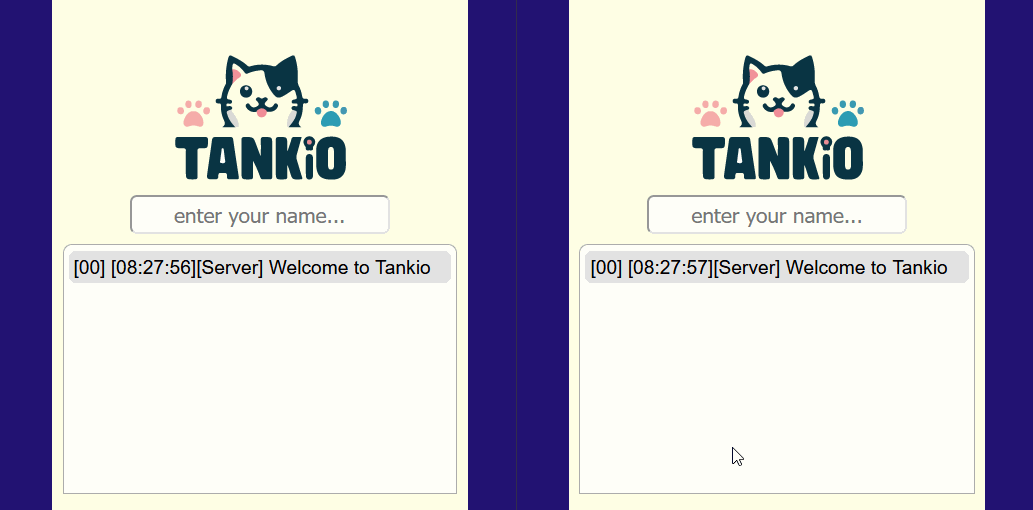 TANKiO
enter your name...
[00] [08:27:56][Server] Welcome to Tankio
TANKiO
enter your name...
[00] [08:27:57][Server] Welcome to Tankio